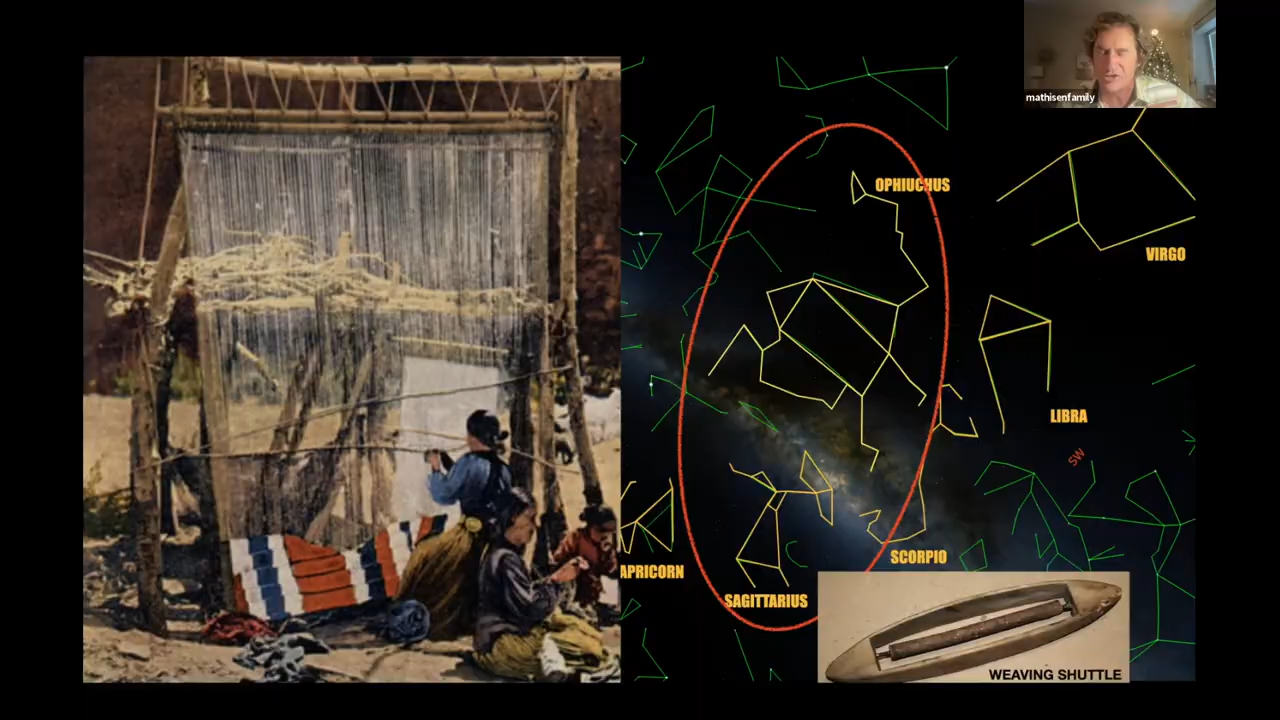 mathisenfamily
OPHIUCHUS
VIRGO
LIBRA
SW
SCORPIO
APRICORN
SAGITTARIUS
WEAVING SHUTTLE